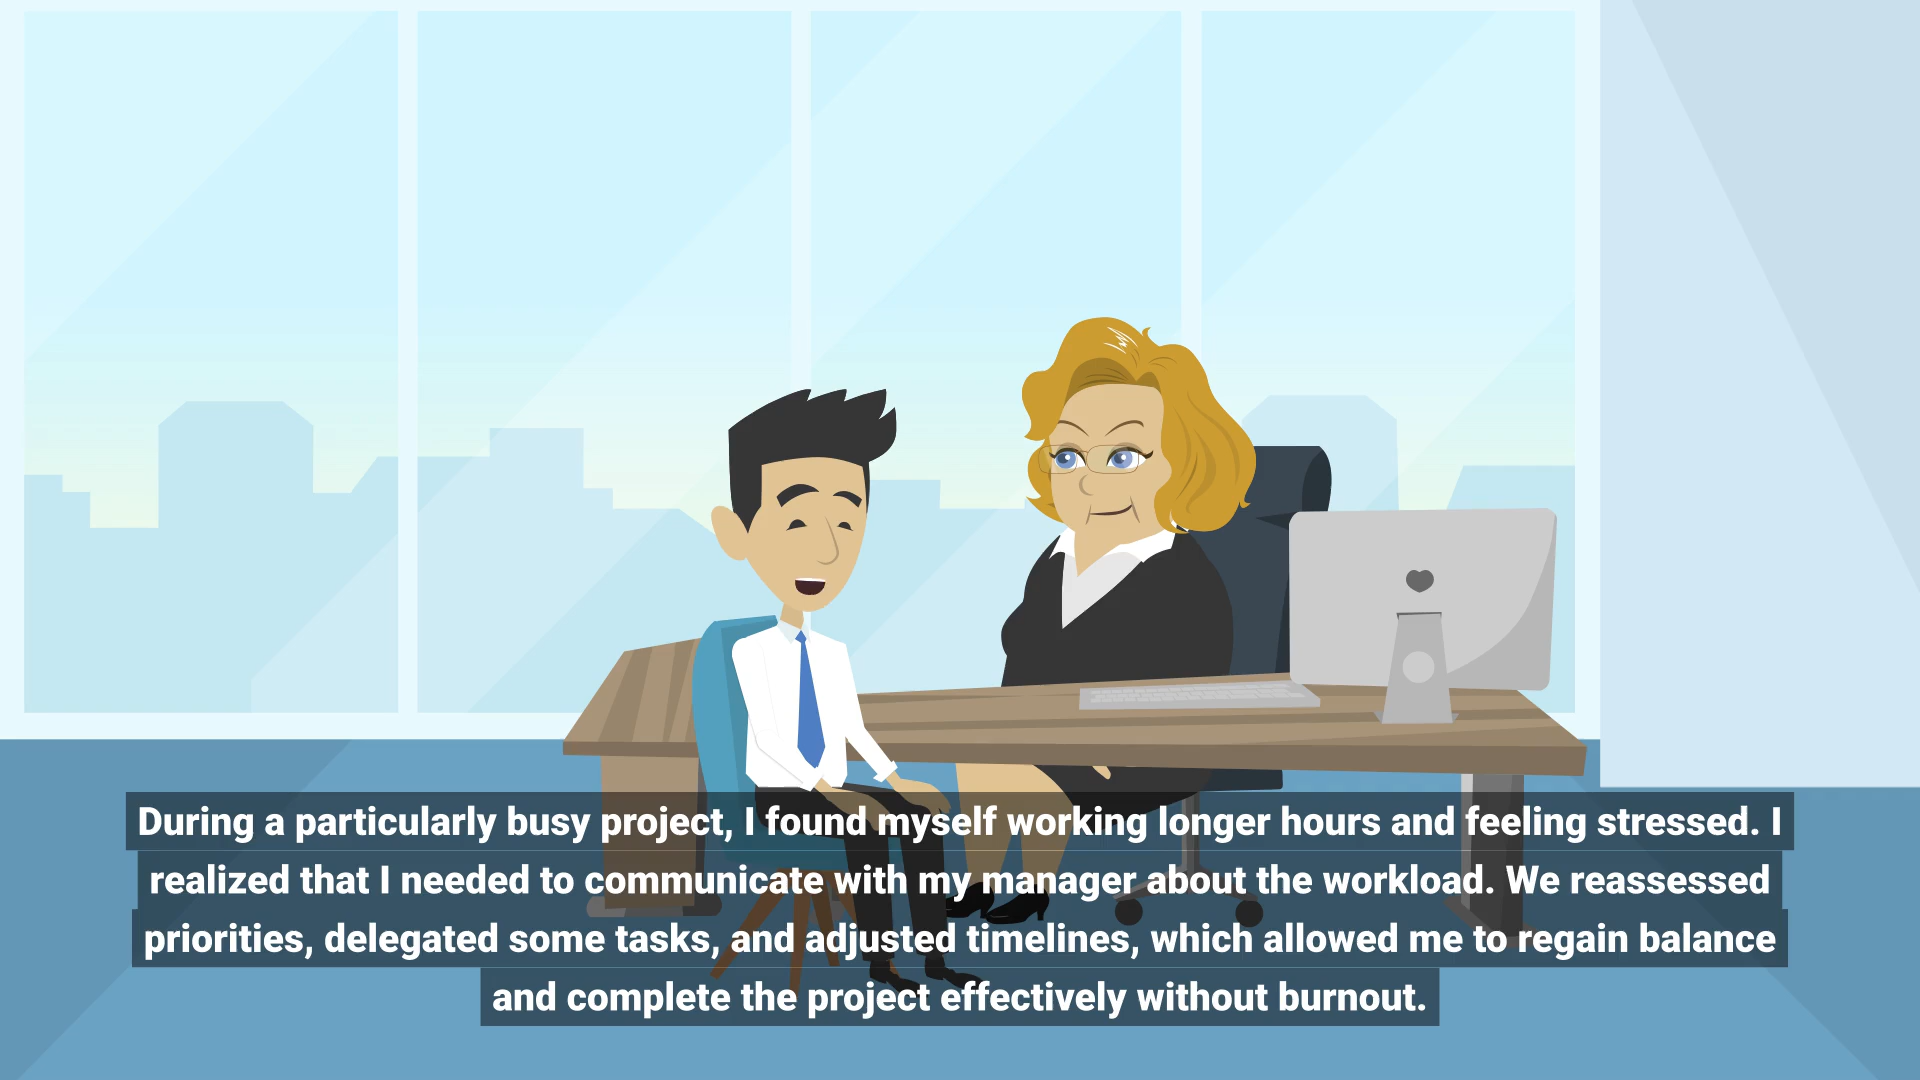 During a particularly busy project, I found myself working longer hours and feeling stressed. I
realized that I needed to communicate with my manager about the workload. We reassessed
priorities, delegated some tasks, and adjusted timelines, which allowed me to regain balance
and complete the project effectively without burnout.